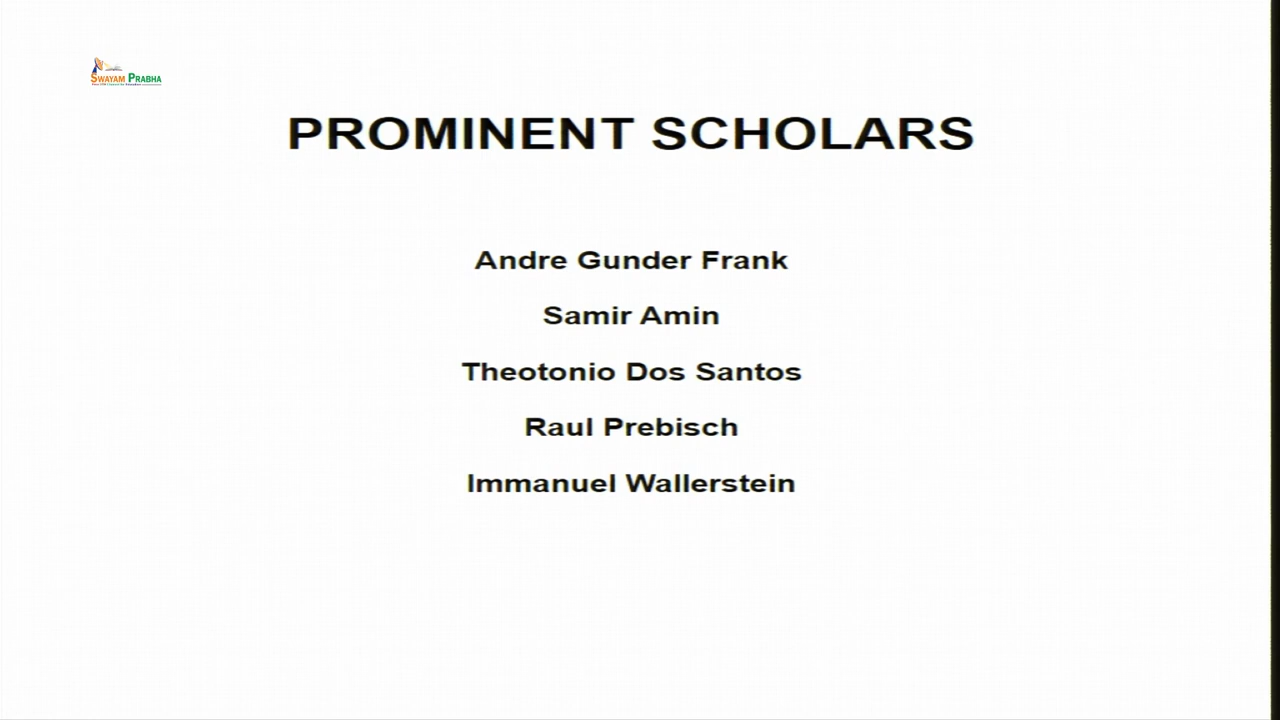 SWAYAM PRABHA
PROMINENT SCHOLARS
Andre Gunder Frank
Samir Amin
Theotonio Dos Santos
Raul Prebisch
Immanuel Wallerstein